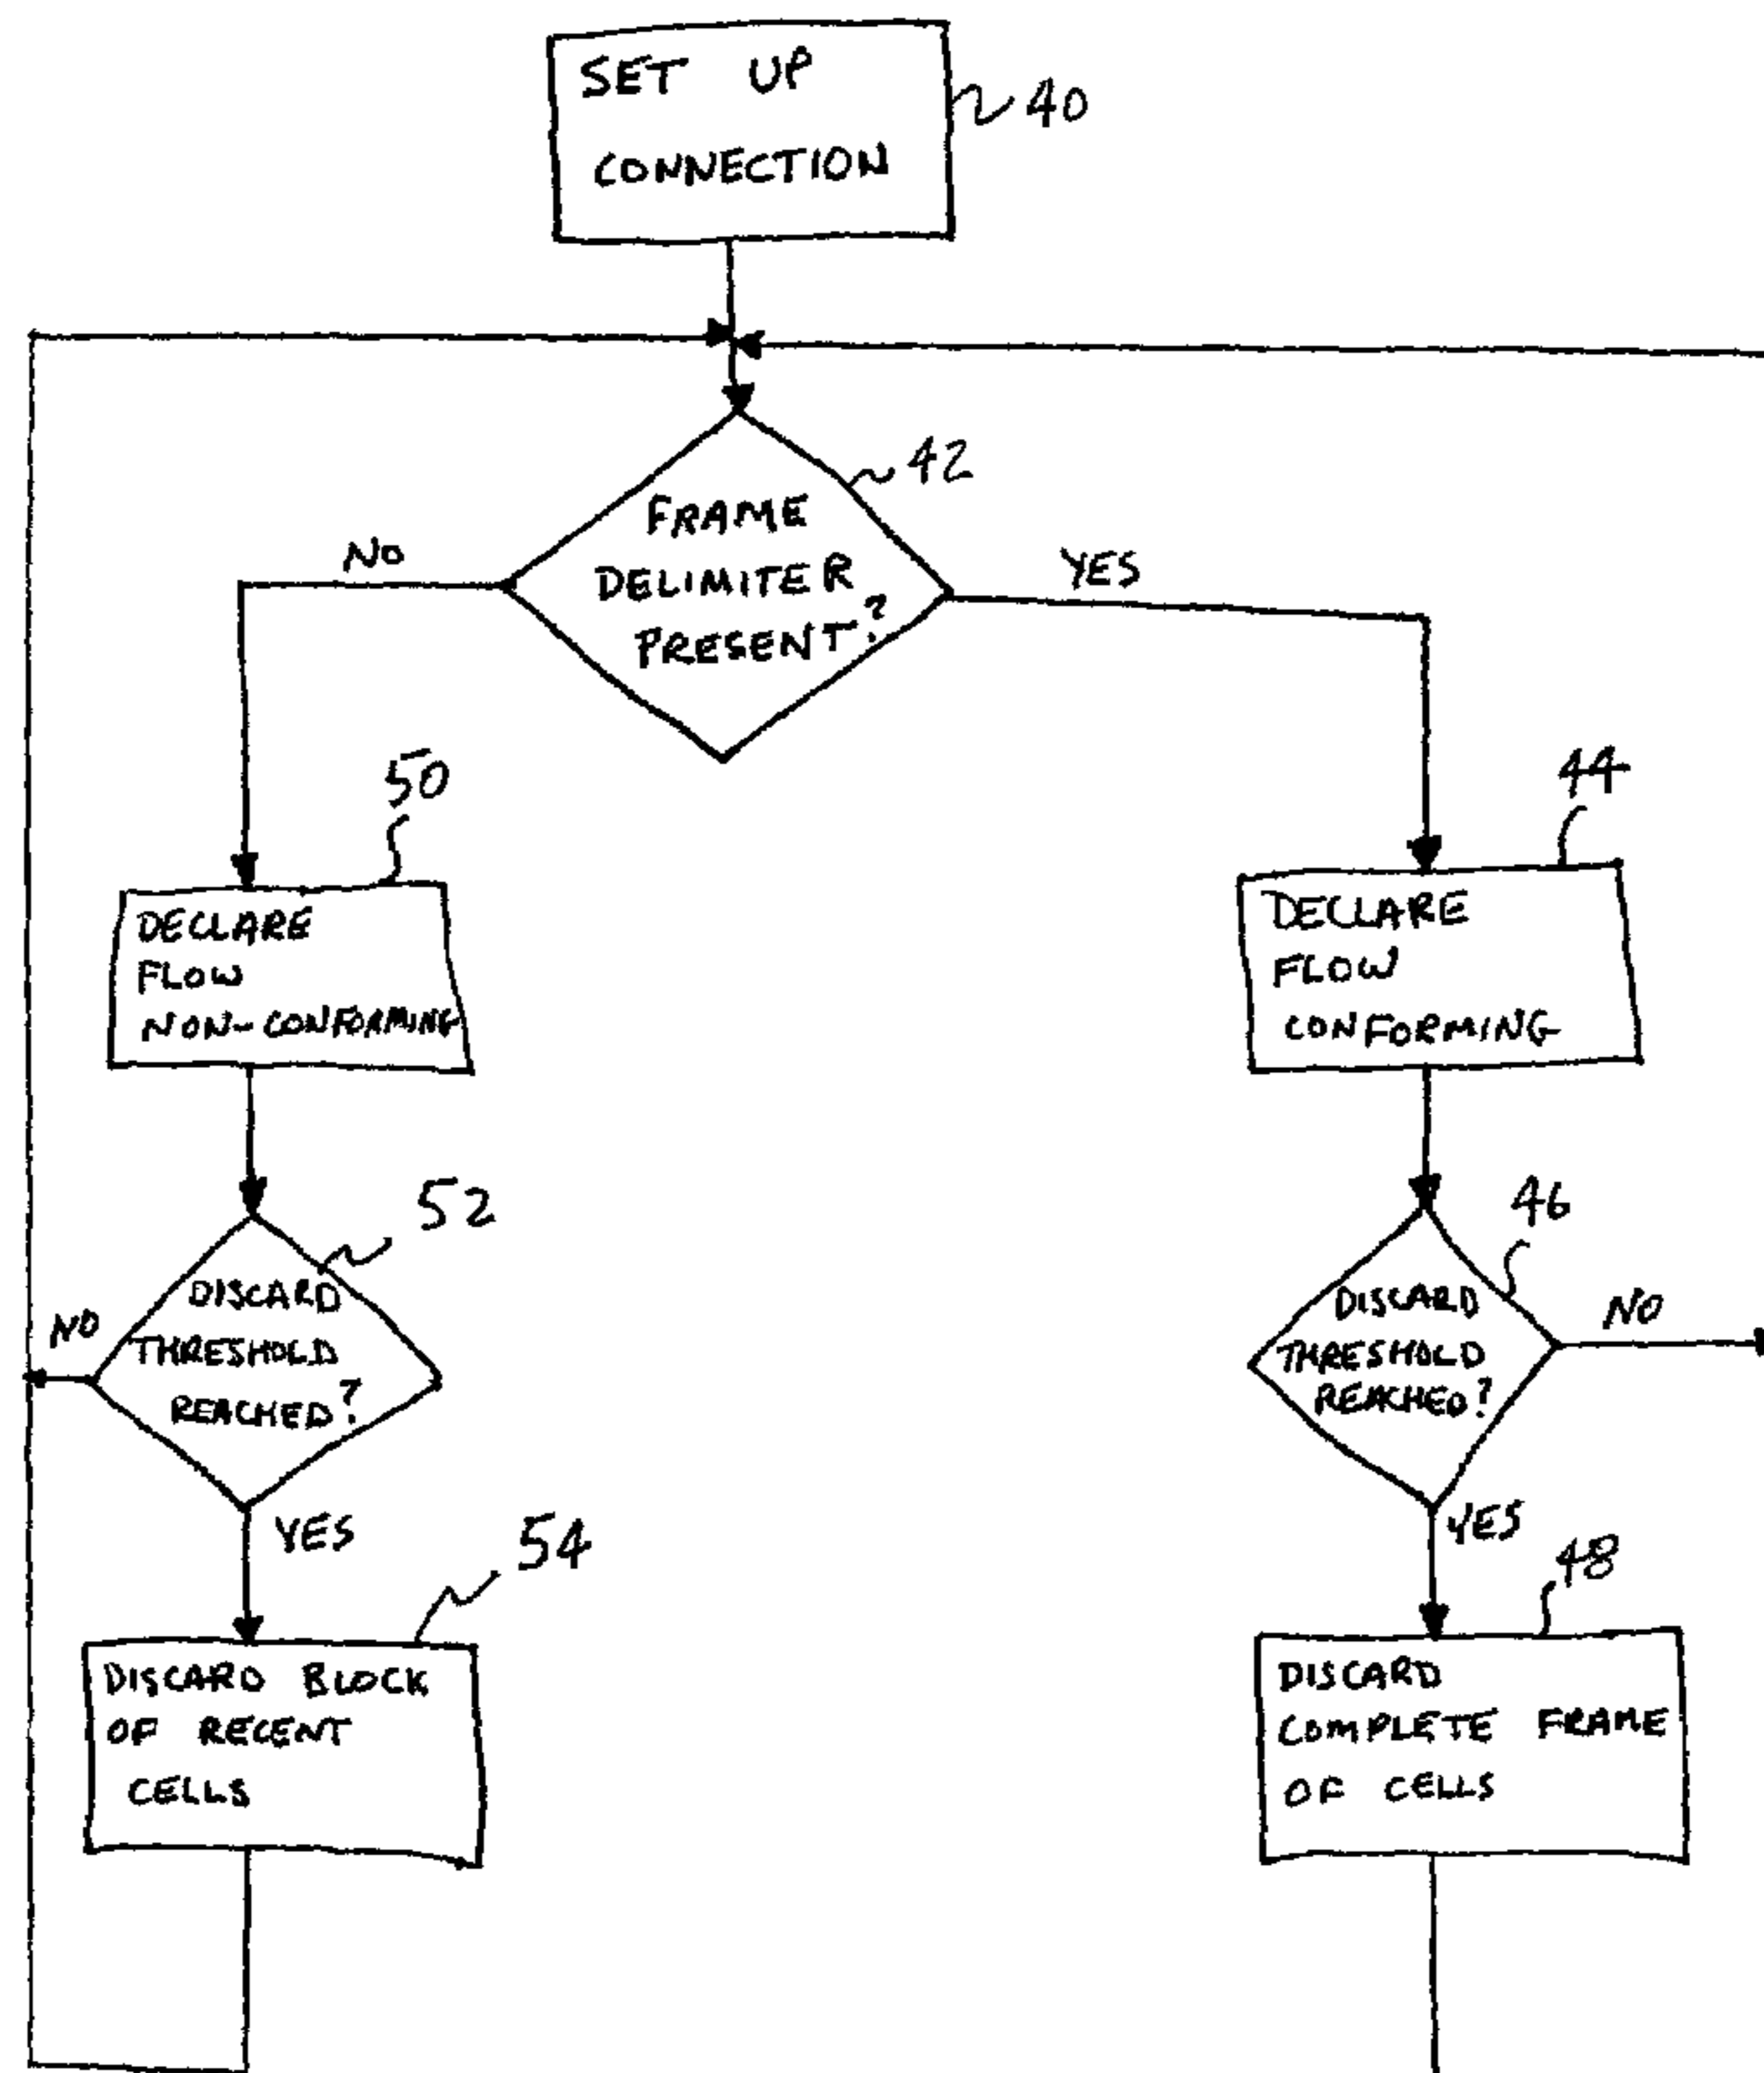 SET UP
CONNECTION
40
42
FRAME
DELIMITER
PRESENT?
NO
YES
50
44
DECLARE
FLOW
NON-CONFORMING
DECLARE
FLOW
CONFORMING
52
46
DISCARD
THRESHOLD
REACHED?
NO
DISCARD
THRESHOLD
REACHED?
NO
YES
YES
54
48
DISCARD BLOCK
OF RECENT
CELLS
DISCARD
COMPLETE FRAME
OF CELLS